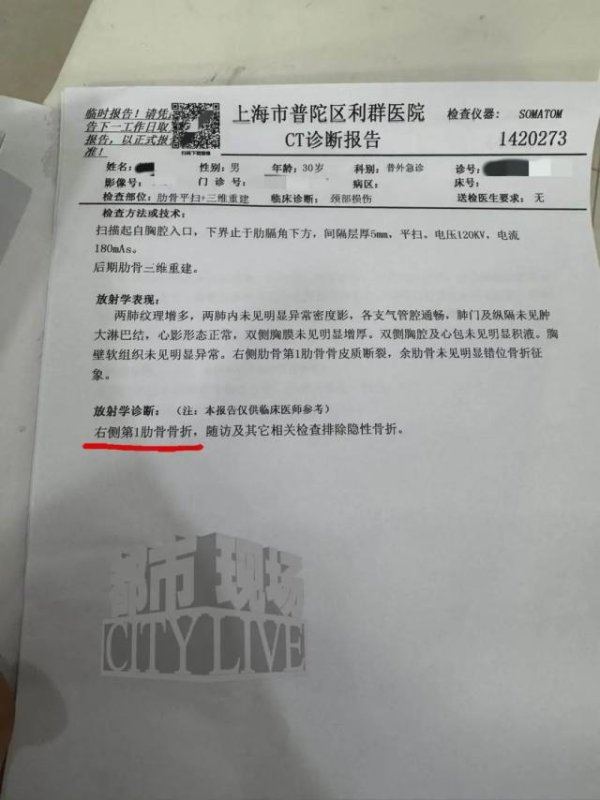 临时报告！请凭
告下一工作日取
报告，以正式报
准！
上海市普陀区利群医院
CT诊断报告
检查仪器： SOMATOM
1420273
姓名： 性别：男 年龄：30岁 科别：普外急诊 诊号：
影像号： 门诊号： 病区： 床号：
检查部位：肋骨平扫+三维重建 临床诊断：颈部损伤 送检医生要求：无
检查方法或技术：
扫描起自胸腔入口，下界止于肋膈角下方，间隔层厚5mm，平扫、电压120KV、电流
180mAs。
后期肋骨三维重建。
放射学表现：
两肺纹理增多，两肺内未见明显异常密度影，各支气管腔通畅，肺门及纵隔未见肿
大淋巴结，心影形态正常，双侧胸膜未见明显增厚。双侧胸腔及心包未见明显积液。胸
壁软组织未见明显异常。右侧肋骨第1肋骨骨皮质断裂，余肋骨未见明显错位骨折征
象。
放射学诊断：（注：本报告仅供临床医师参考）
右侧第1肋骨骨折，随访及其它相关检查排除隐性骨折。
都市现场
CITY LIVE